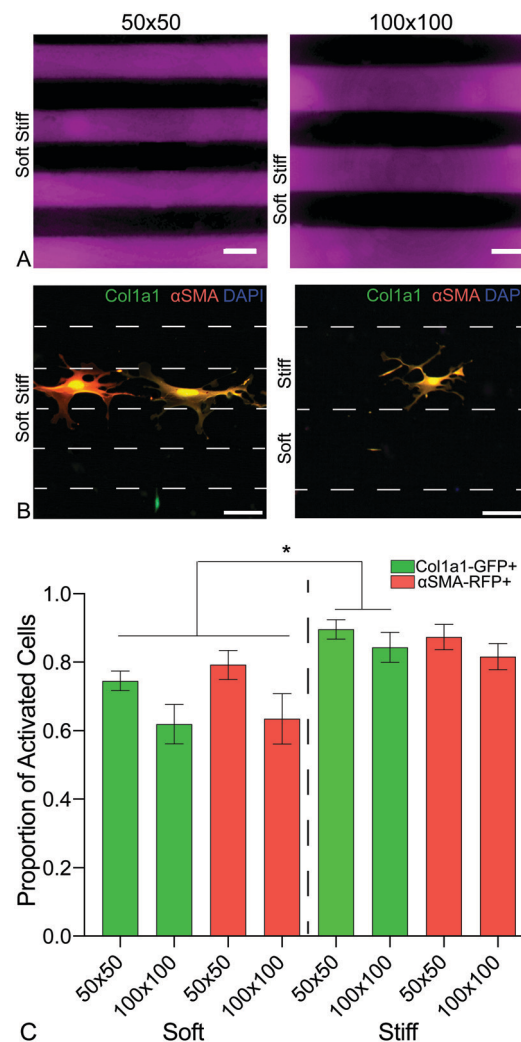 50x50
100x100
Soft Stiff
Soft Stiff
A
Col1a1 αSMA DAPI
Col1a1 αSMA DAPI
Soft Stiff
Soft Stiff
B
*
Col1a1-GFP+
αSMA-RFP+
Proportion of Activated Cells
1.0
0.8
0.6
0.4
0.2
0.0
50x50
100x100
50x50
100x100
50x50
100x100
50x50
100x100
C
Soft
Stiff